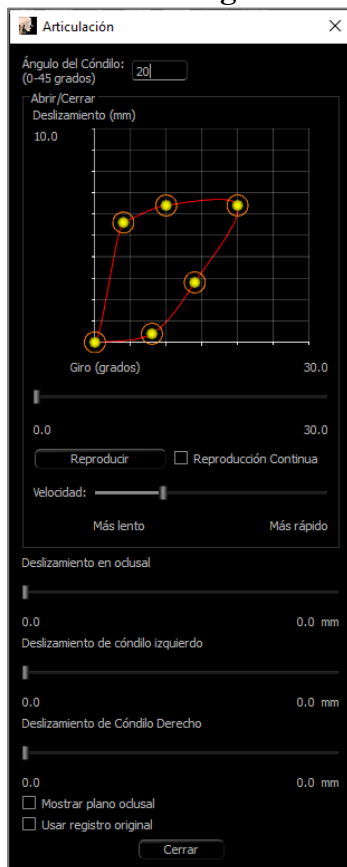 Articulación
Ángulo del Cóndilo:
(0-45 grados)
20
Abrir/Cerrar
Deslizamiento (mm)
10.0
Giro (grados)
30.0
0.0
30.0
Reproducir
Reproducción Continua
Velocidad:
Más lento
Más rápido
Deslizamiento en oclusal
0.0
0.0 mm
Deslizamiento de cóndilo izquierdo
0.0
0.0 mm
Deslizamiento de Cóndilo Derecho
0.0
0.0 mm
Mostrar plano oclusal
Usar registro original
Cerrar